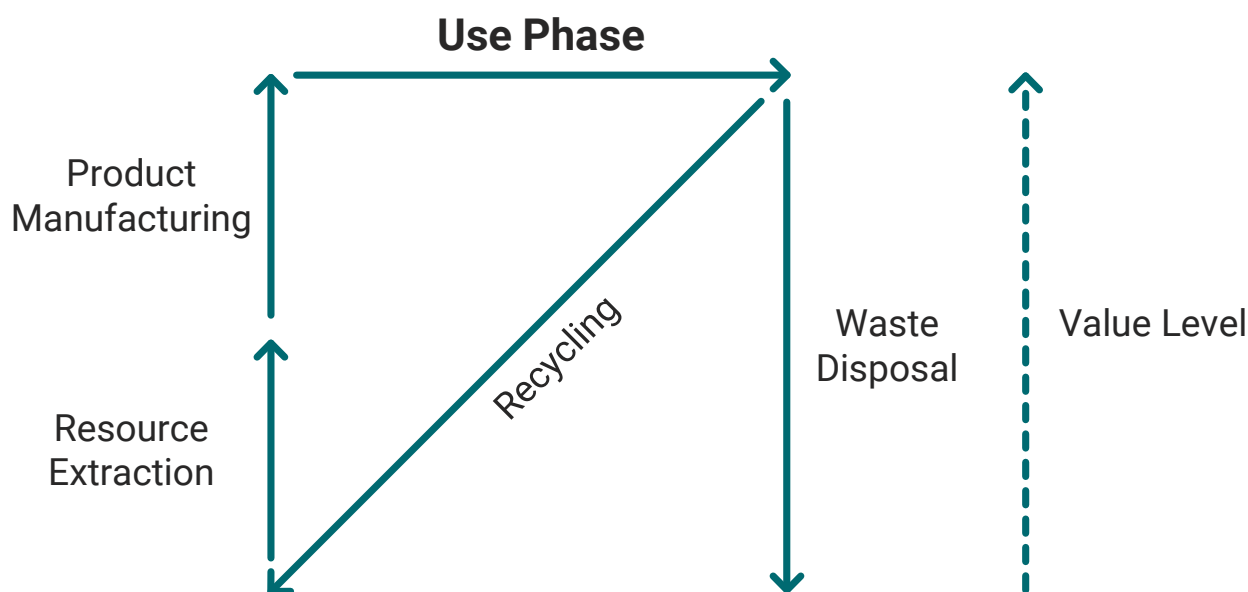 Use Phase
Product
Manufacturing
Recycling
Waste
Disposal
Value Level
Resource
Extraction